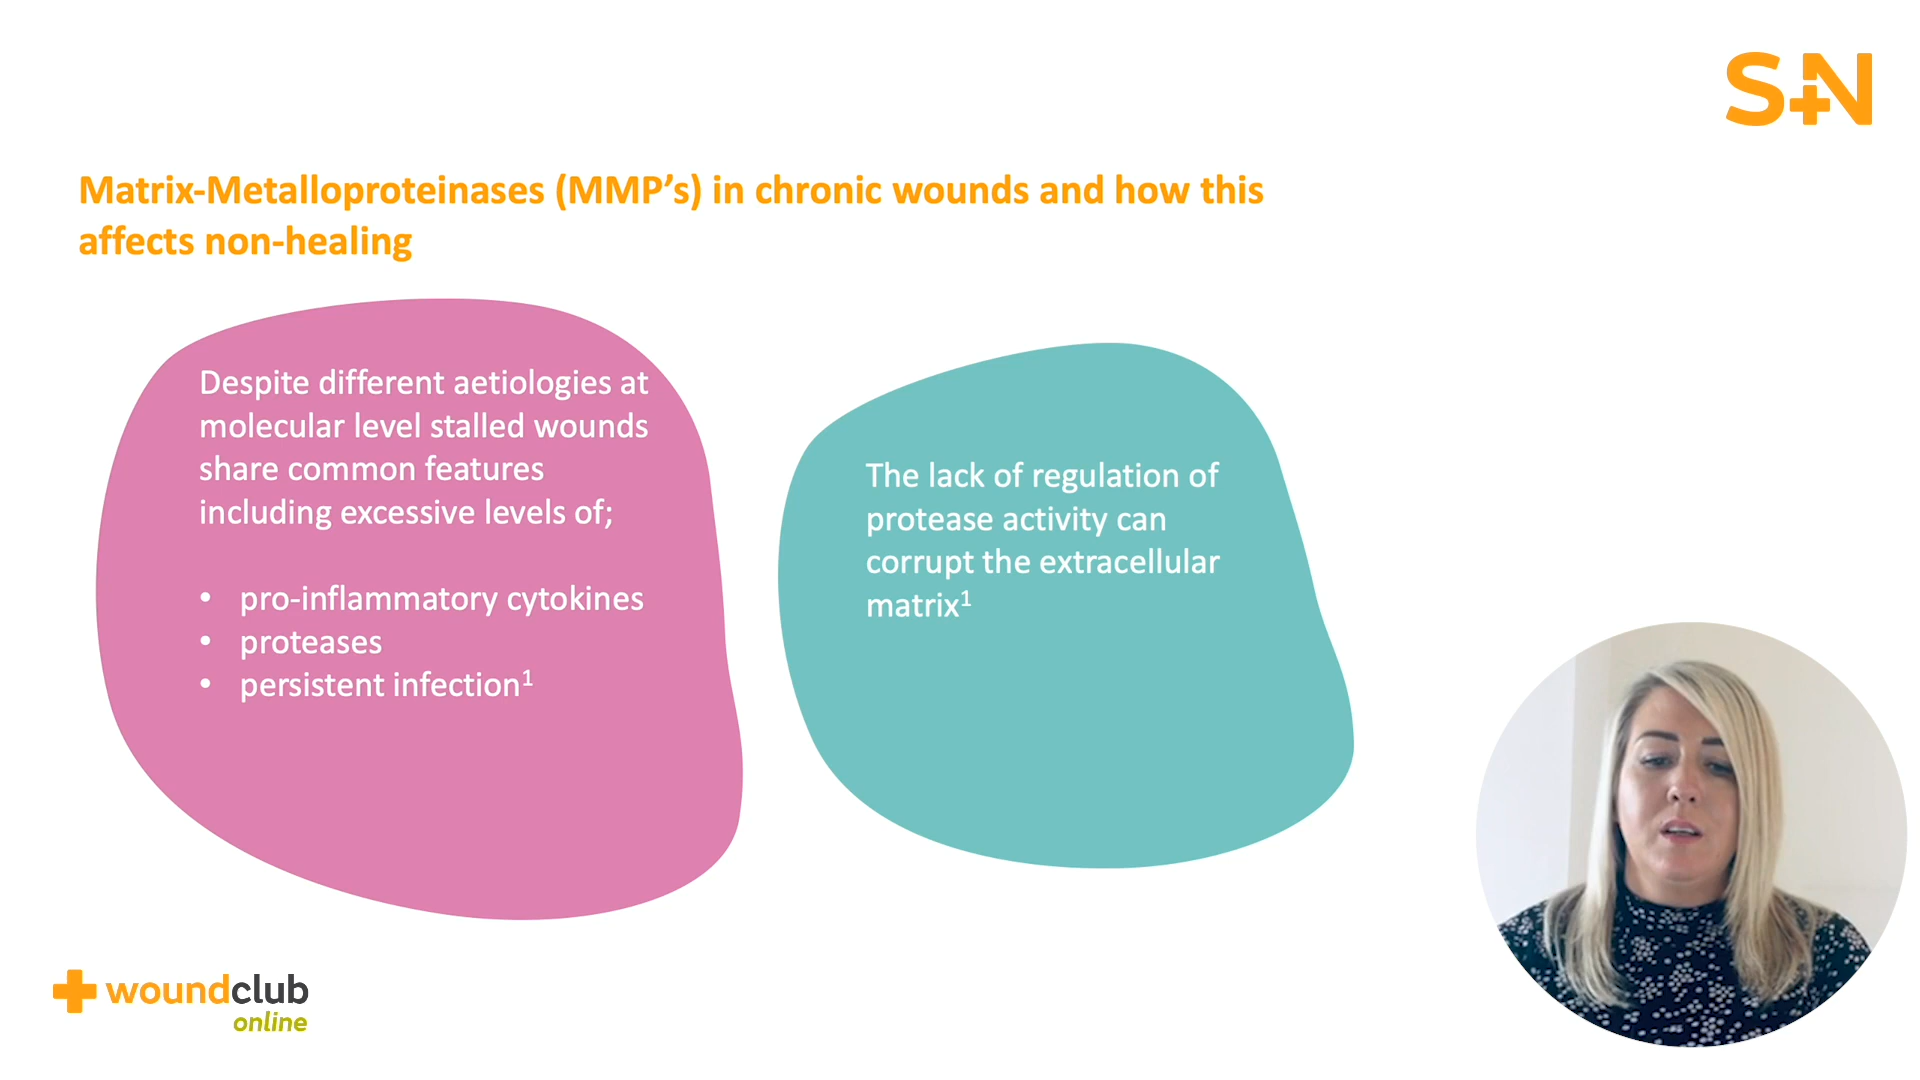 S+N
Matrix-Metalloproteinases (MMP’s) in chronic wounds and how this
affects non-healing
Despite different aetiologies at
molecular level stalled wounds
share common features
including excessive levels of;
• pro-inflammatory cytokines
• proteases
• persistent infection¹
The lack of regulation of
protease activity can
corrupt the extracellular
matrix¹
woundclub
online